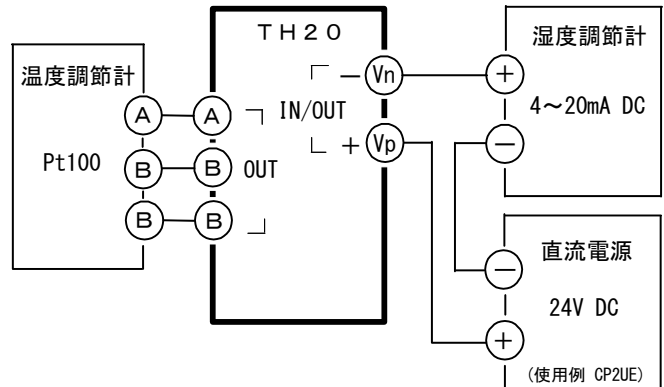 TH20
温度調節計
Pt100
A
B
B
A
B
B
OUT
IN/OUT
− Vn
+ Vp
湿度調節計
+
4～20mA DC
−
直流電源
−
24V DC
+
(使用例 CP2UE)